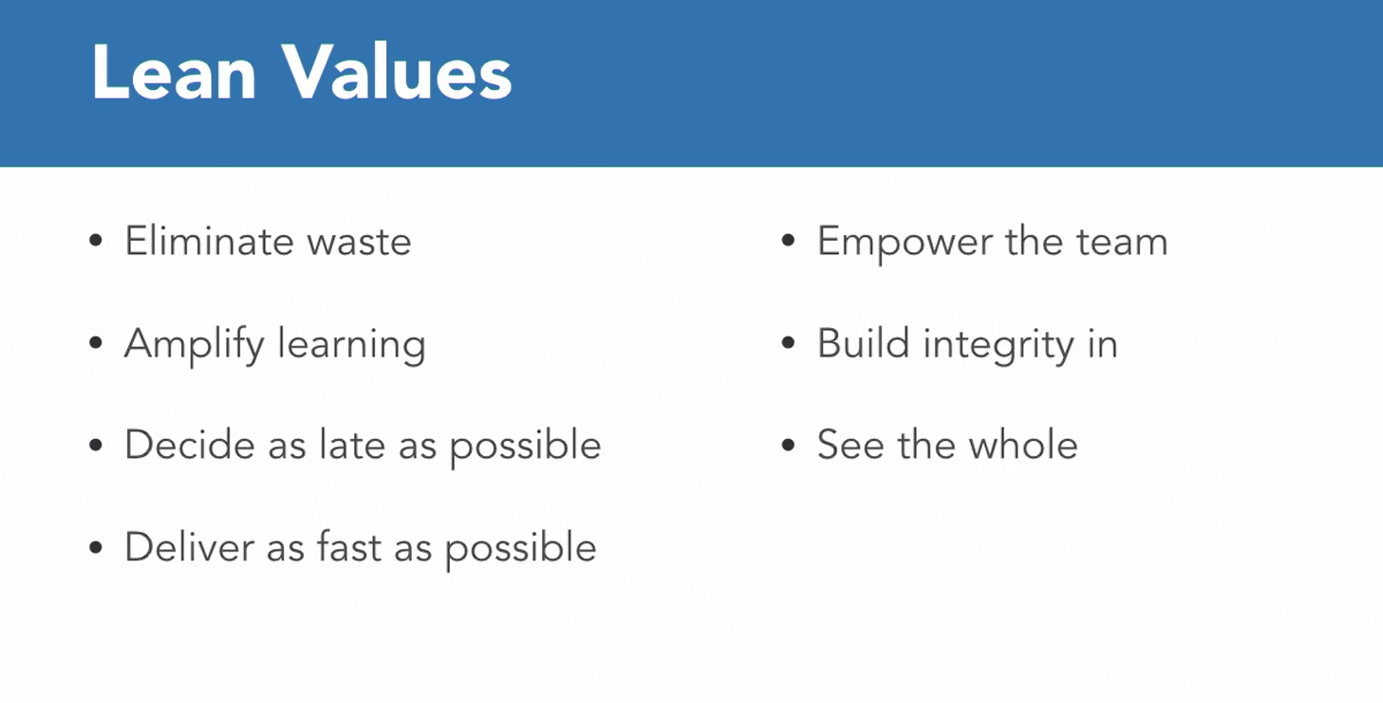 Lean Values
• Eliminate waste
• Amplify learning
• Decide as late as possible
• Deliver as fast as possible
• Empower the team
• Build integrity in
• See the whole